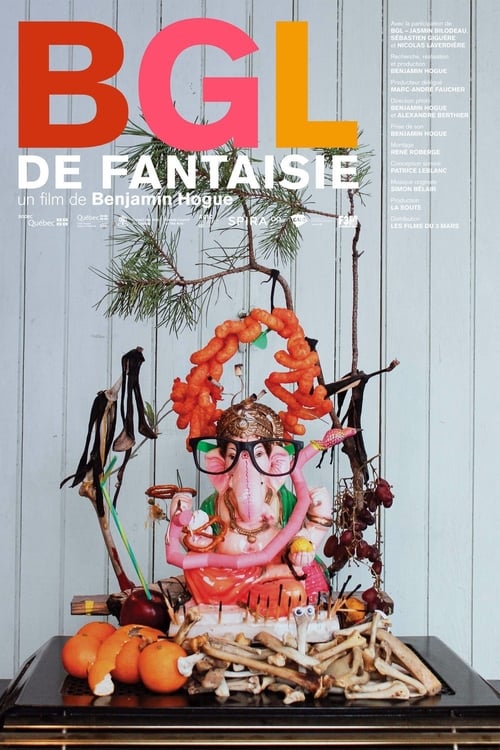 BGL
DE FANTAISIE
un film de Benjamin Hogue
Avec la participation de
BGL – JASMIN BILODEAU,
SÉBASTIEN GIGUÈRE
et NICOLAS LAVERDIÈRE
Recherche, réalisation
et production
BENJAMIN HOGUE
Producteur délégué
MARC-ANDRÉ FAUCHER
Direction photo
BENJAMIN HOGUE
et ALEXANDRE BERTHIER
Prise de son
BENJAMIN HOGUE
Montage
RENÉ ROBERGE
Conception sonore
PATRICE LEBLANC
Musique originale
SIMON BÉLAIR
Production
LA SOUTE
Distribution
LES FILMS DU 3 MARS
Québec
Québec
SPIRA